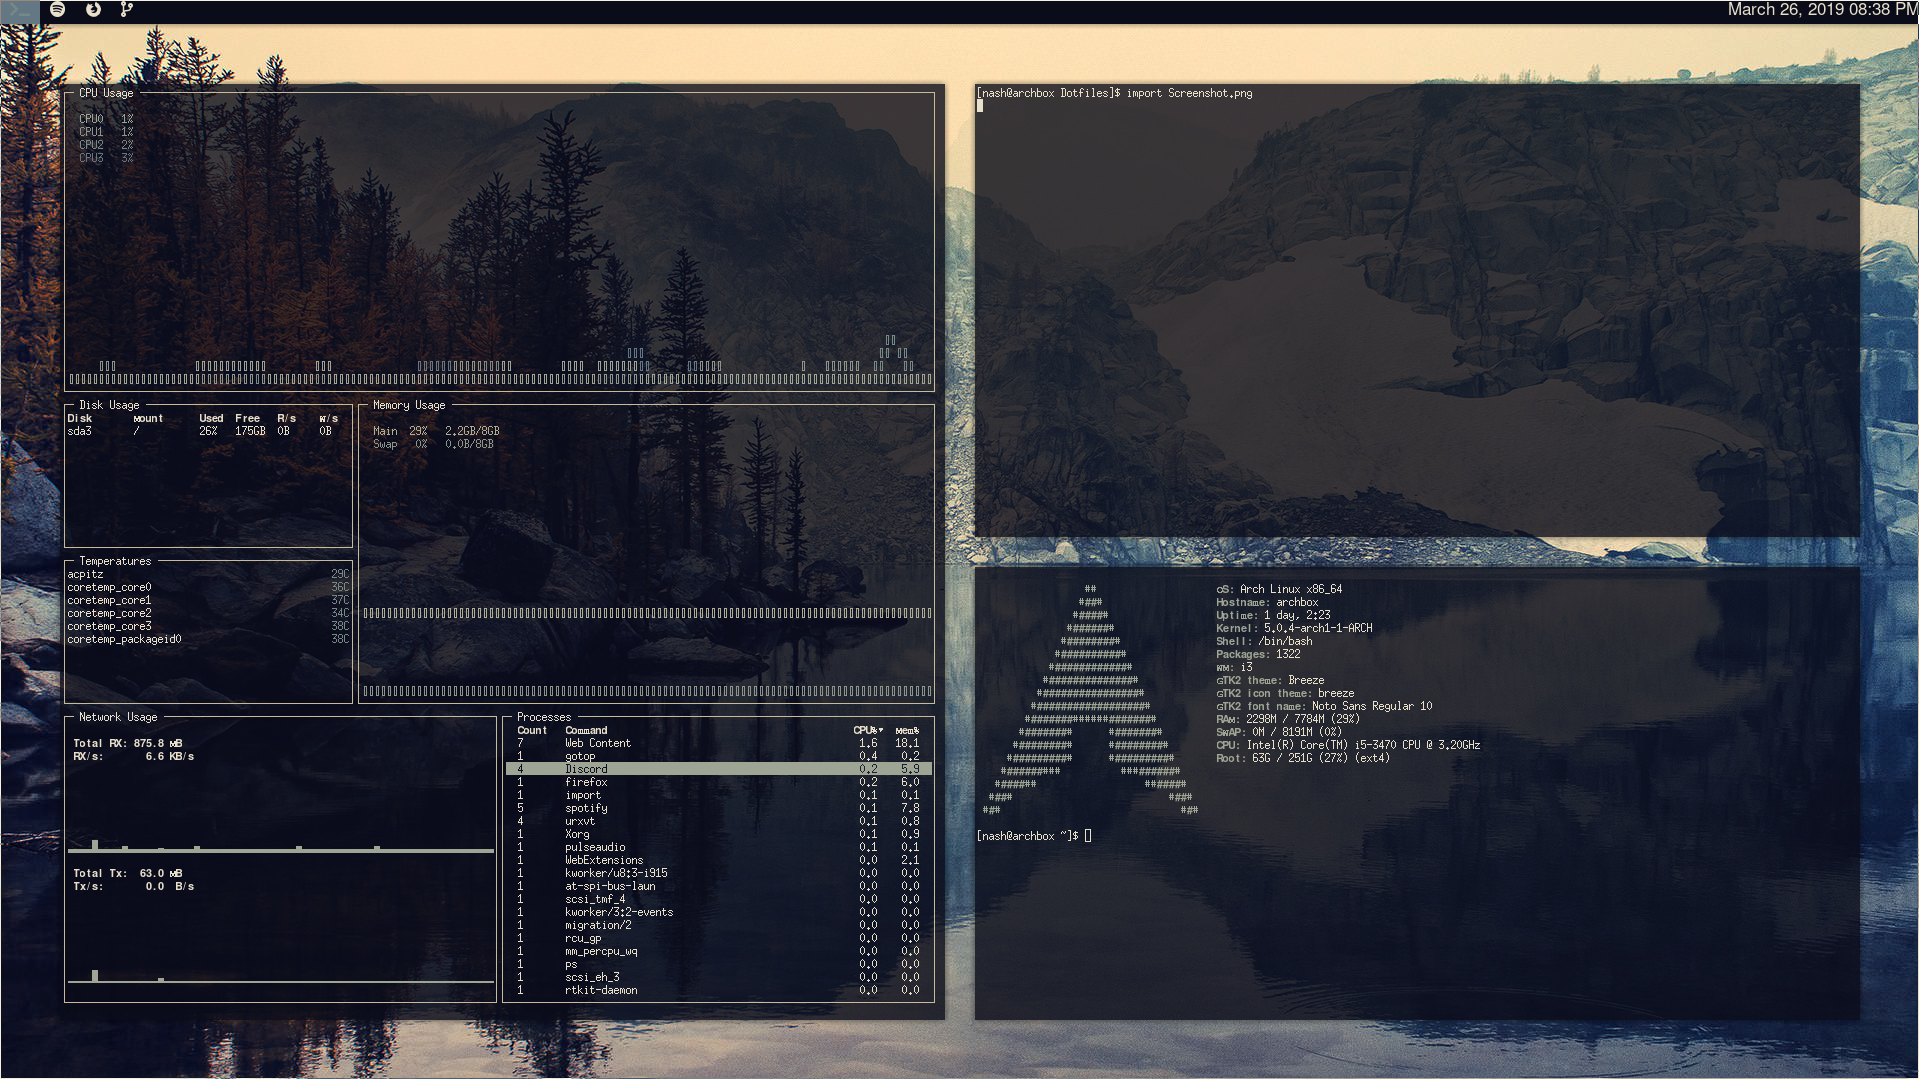 March 26, 2019 08:38 PM
CPU Usage
CPU0 1%
CPU1 1%
CPU2 2%
CPU3 3%
Disk Usage
Disk Mount Used Free R/s W/s
sda3 / 26% 175GB 0B 0B
Memory Usage
Main 29% 2.2GB/8GB
Swap 0% 0.0B/8GB
Temperatures
acpitz 29C
coretemp_core0 36C
coretemp_core1 37C
coretemp_core2 34C
coretemp_core3 38C
coretemp_packageid0 38C
Network Usage
Total RX: 875.8 MB
RX/s: 6.6 KB/s
Total Tx: 63.0 MB
Tx/s: 0.0 B/s
Processes
Count Command CPU%▾ Mem%
7 Web Content 1.6 18.1
1 gotop 0.4 0.2
4 Discord 0.2 5.9
1 firefox 0.2 6.0
1 import 0.1 0.1
5 spotify 0.1 7.8
4 urxvt 0.1 0.8
1 Xorg 0.1 0.9
1 pulseaudio 0.1 0.1
1 WebExtensions 0.0 2.1
1 kworker/u8:3-i915 0.0 0.0
1 at-spi-bus-laun 0.0 0.0
1 scsi_tmf_4 0.0 0.0
1 kworker/3:2-events 0.0 0.0
1 migration/2 0.0 0.0
1 rcu_gp 0.0 0.0
1 mm_percpu_wq 0.0 0.0
1 ps 0.0 0.0
1 scsi_eh_3 0.0 0.0
1 rtkit-daemon 0.0 0.0
[nash@archbox Dotfiles]$ import Screenshot.png
OS: Arch Linux x86_64
Hostname: archbox
Uptime: 1 day, 2:23
Kernel: 5.0.4-arch1-1-ARCH
Shell: /bin/bash
Packages: 1322
WM: i3
GTK2 theme: Breeze
GTK2 icon theme: breeze
GTK2 font name: Noto Sans Regular 10
RAM: 2298M / 7784M (29%)
SWAP: 0M / 8191M (0%)
CPU: Intel(R) Core(TM) i5-3470 CPU @ 3.20GHz
Root: 63G / 251G (27%) (ext4)
[nash@archbox ~]$